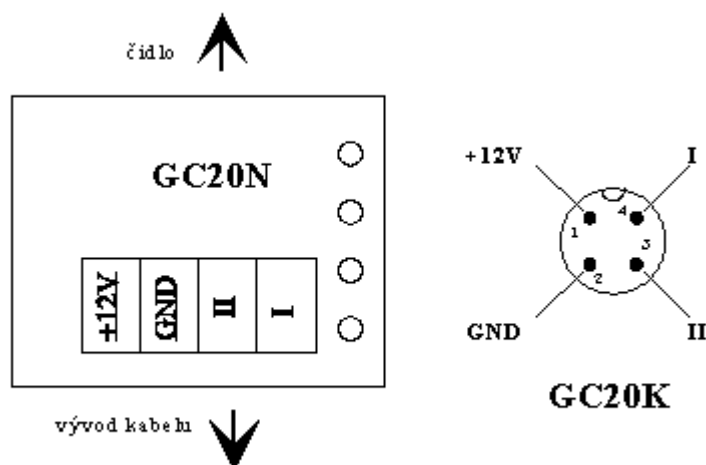 čidlo
GC20N
+12V
GND
II
I
vývod kabelu
+12V
I
1
4
2
3
GND
II
GC20K